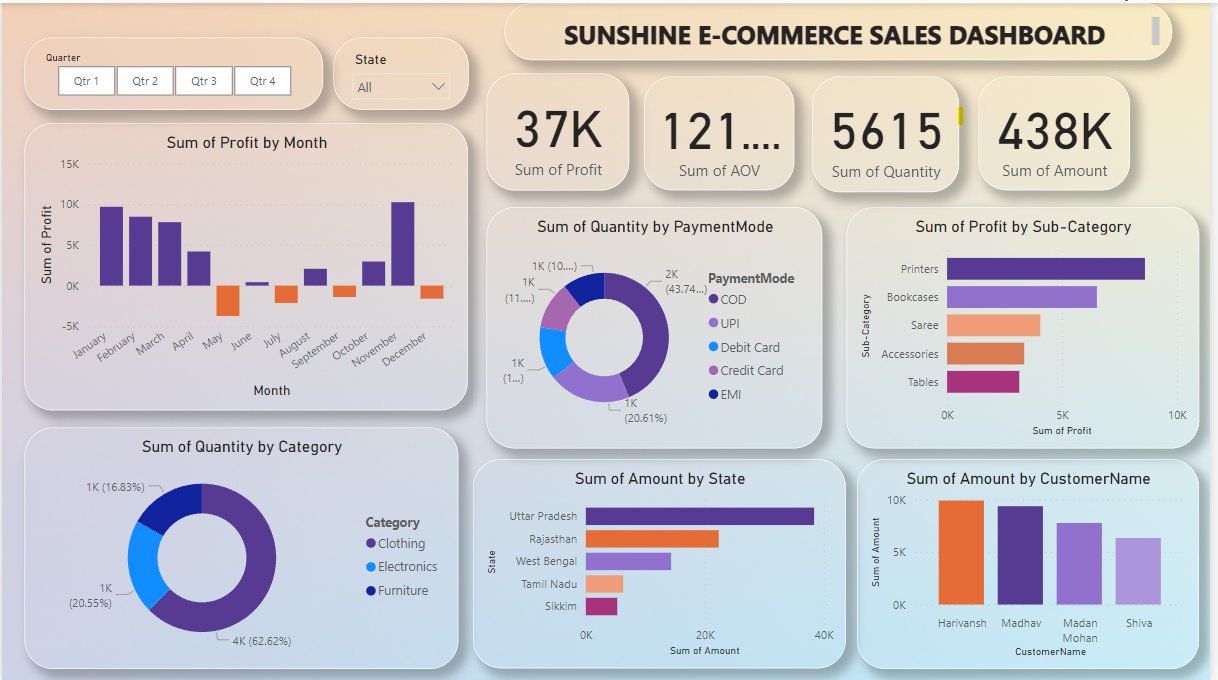 SUNSHINE E-COMMERCE SALES DASHBOARD
Quarter
Qtr 1
Qtr 2
Qtr 3
Qtr 4
State
All
37K
Sum of Profit
121....
Sum of AOV
5615
Sum of Quantity
438K
Sum of Amount
Sum of Profit by Month
Sum of Profit
15K
10K
5K
0K
-5K
January
February
March
April
May
June
July
August
September
October
November
December
Month
Sum of Quantity by PaymentMode
1K (10....)
1K
(11....)
1K
(1...)
2K
(43.74...)
1K
(20.61%)
PaymentMode
COD
UPI
Debit Card
Credit Card
EMI
Sum of Profit by Sub-Category
Sub-Category
Printers
Bookcases
Saree
Accessories
Tables
0K
5K
10K
Sum of Profit
Sum of Quantity by Category
1K (16.83%)
1K
(20.55%)
4K (62.62%)
Category
Clothing
Electronics
Furniture
Sum of Amount by State
State
Uttar Pradesh
Rajasthan
West Bengal
Tamil Nadu
Sikkim
0K
20K
40K
Sum of Amount
Sum of Amount by CustomerName
Sum of Amount
10K
5K
0K
Harivansh
Madhav
Madan
Mohan
Shiva
CustomerName